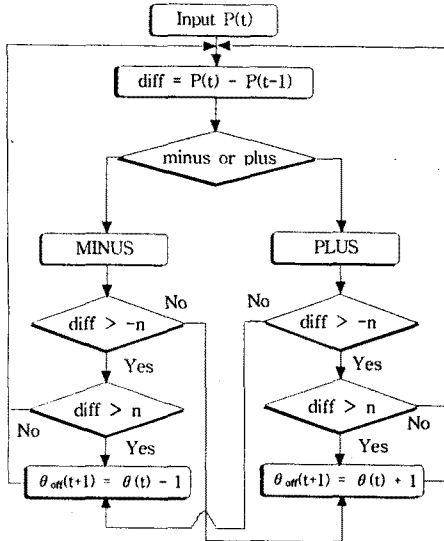 Input P(t)
diff = P(t) - P(t-1)
minus or plus
MINUS
PLUS
diff > -n
No
Yes
diff > n
No
Yes
θoff(t+1) = θ(t) - 1
No
diff > -n
Yes
diff > n
No
Yes
θoff(t+1) = θ(t) + 1